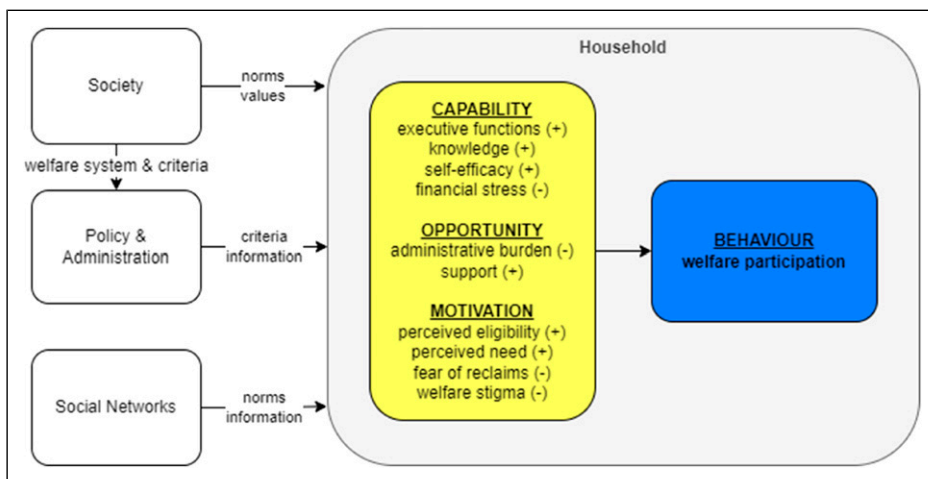 Household
Society
norms
values
welfare system & criteria
Policy &
Administration
criteria
information
Social Networks
norms
information
CAPABILITY
executive functions (+)
knowledge (+)
self-efficacy (+)
financial stress (-)
OPPORTUNITY
administrative burden (-)
support (+)
MOTIVATION
perceived eligibility (+)
perceived need (+)
fear of reclaims (-)
welfare stigma (-)
BEHAVIOUR
welfare participation